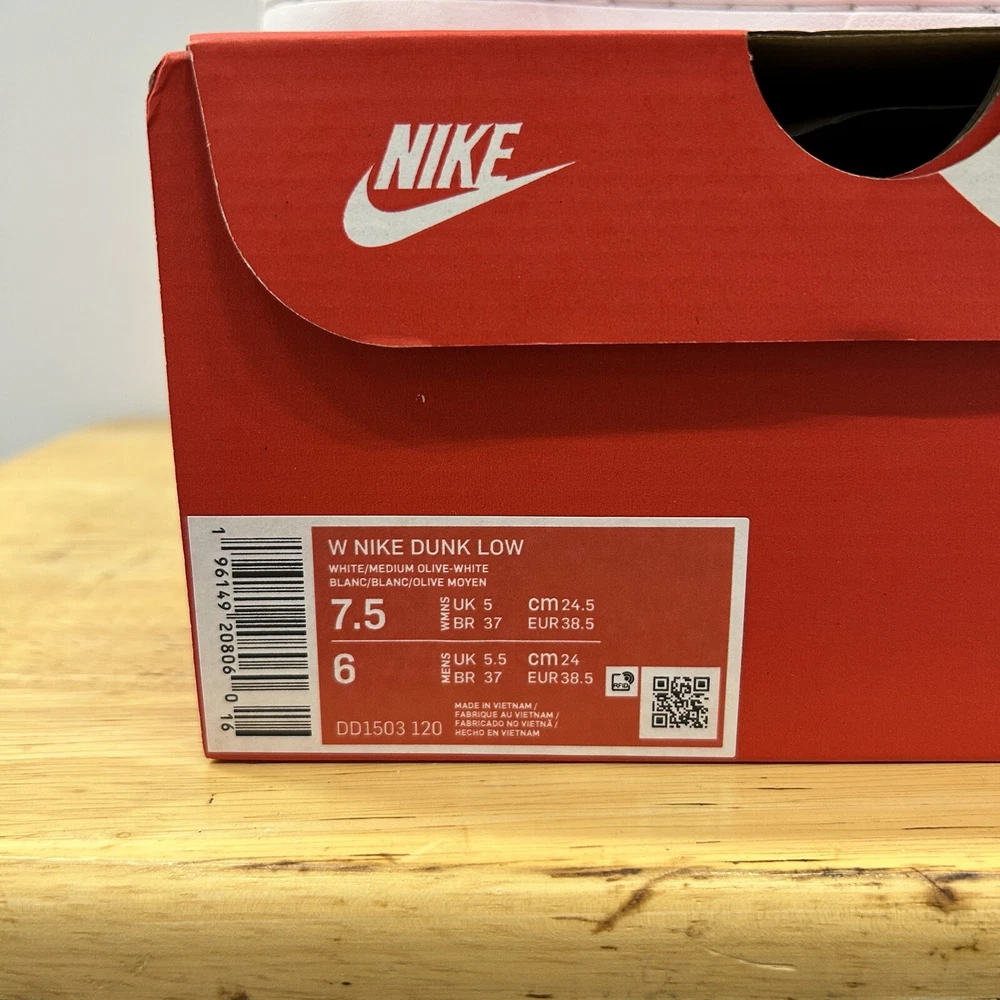 NIKE
W NIKE DUNK LOW
WHITE/MEDIUM OLIVE-WHITE
BLANC/BLANC/OLIVE MOYEN
7.5 WMNS UK 5 cm 24.5
BR 37 EUR 38.5
6 MENS UK 5.5 cm 24
BR 37 EUR 38.5
RFID
DD1503 120
MADE IN VIETNAM /
FABRIQUE AU VIETNAM /
FABRICADO NO VIETNÃ /
HECHO EN VIETNAM
1 96149 20806 0 16